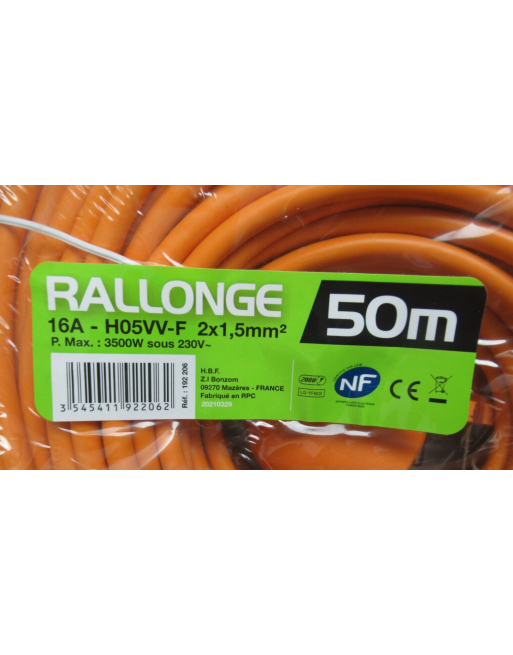 RALLONGE
50m
16A - H05VV-F 2x1,5mm²
P. Max. : 3500W sous 230V~
3 545411 922062
Réf. : 192 206
H.B.F.
Z.I Bonzom
09270 Mazères - FRANCE
Fabriqué en RPC
20210329
NF
CE